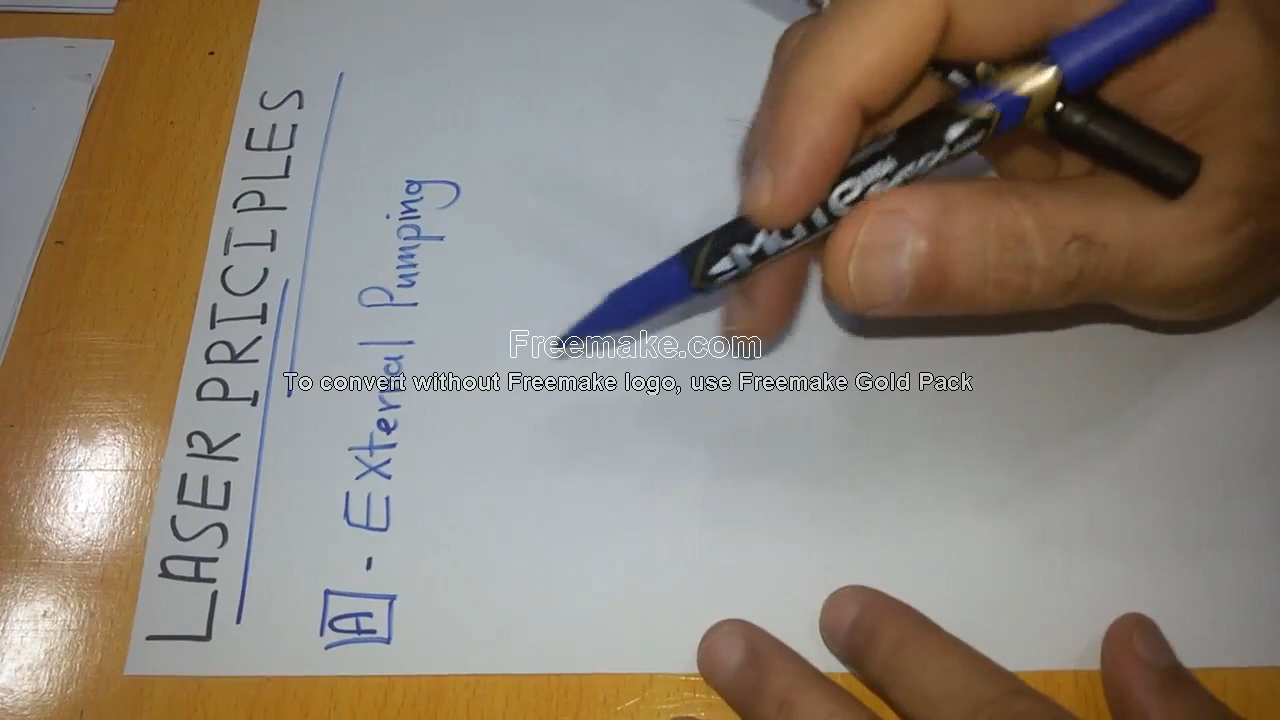 LASER PRICIPLES
A - External Pumping
Freemake.com
To convert without Freemake logo, use Freemake Gold Pack